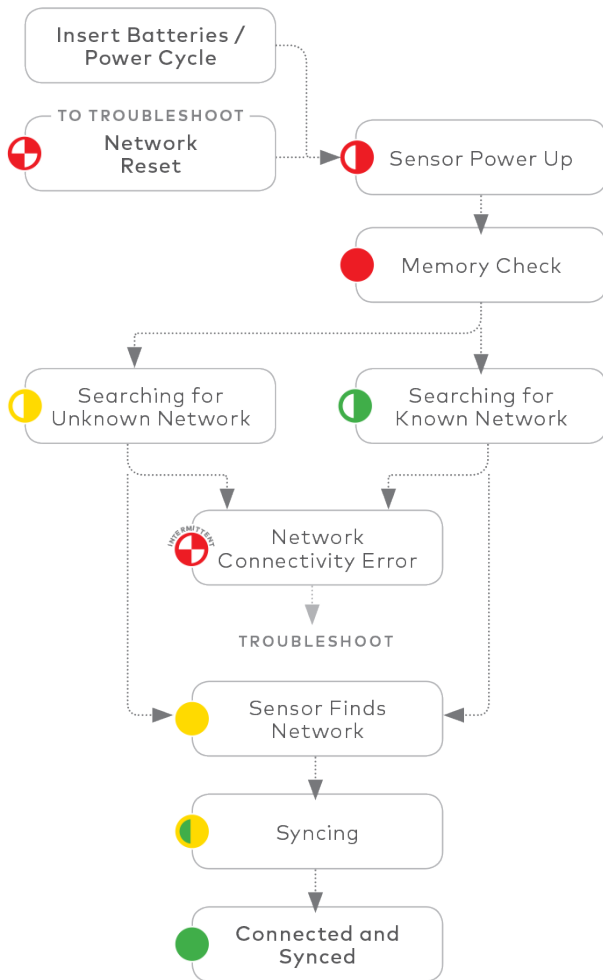 Insert Batteries /
Power Cycle
TO TROUBLESHOOT
Network
Reset
Sensor Power Up
Memory Check
Searching for
Unknown Network
Searching for
Known Network
INTERMITTENT
Network
Connectivity Error
TROUBLESHOOT
Sensor Finds
Network
Syncing
Connected and
Synced